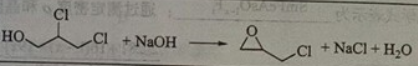 Cl
HO Cl + NaOH → O Cl + NaCl + H₂O